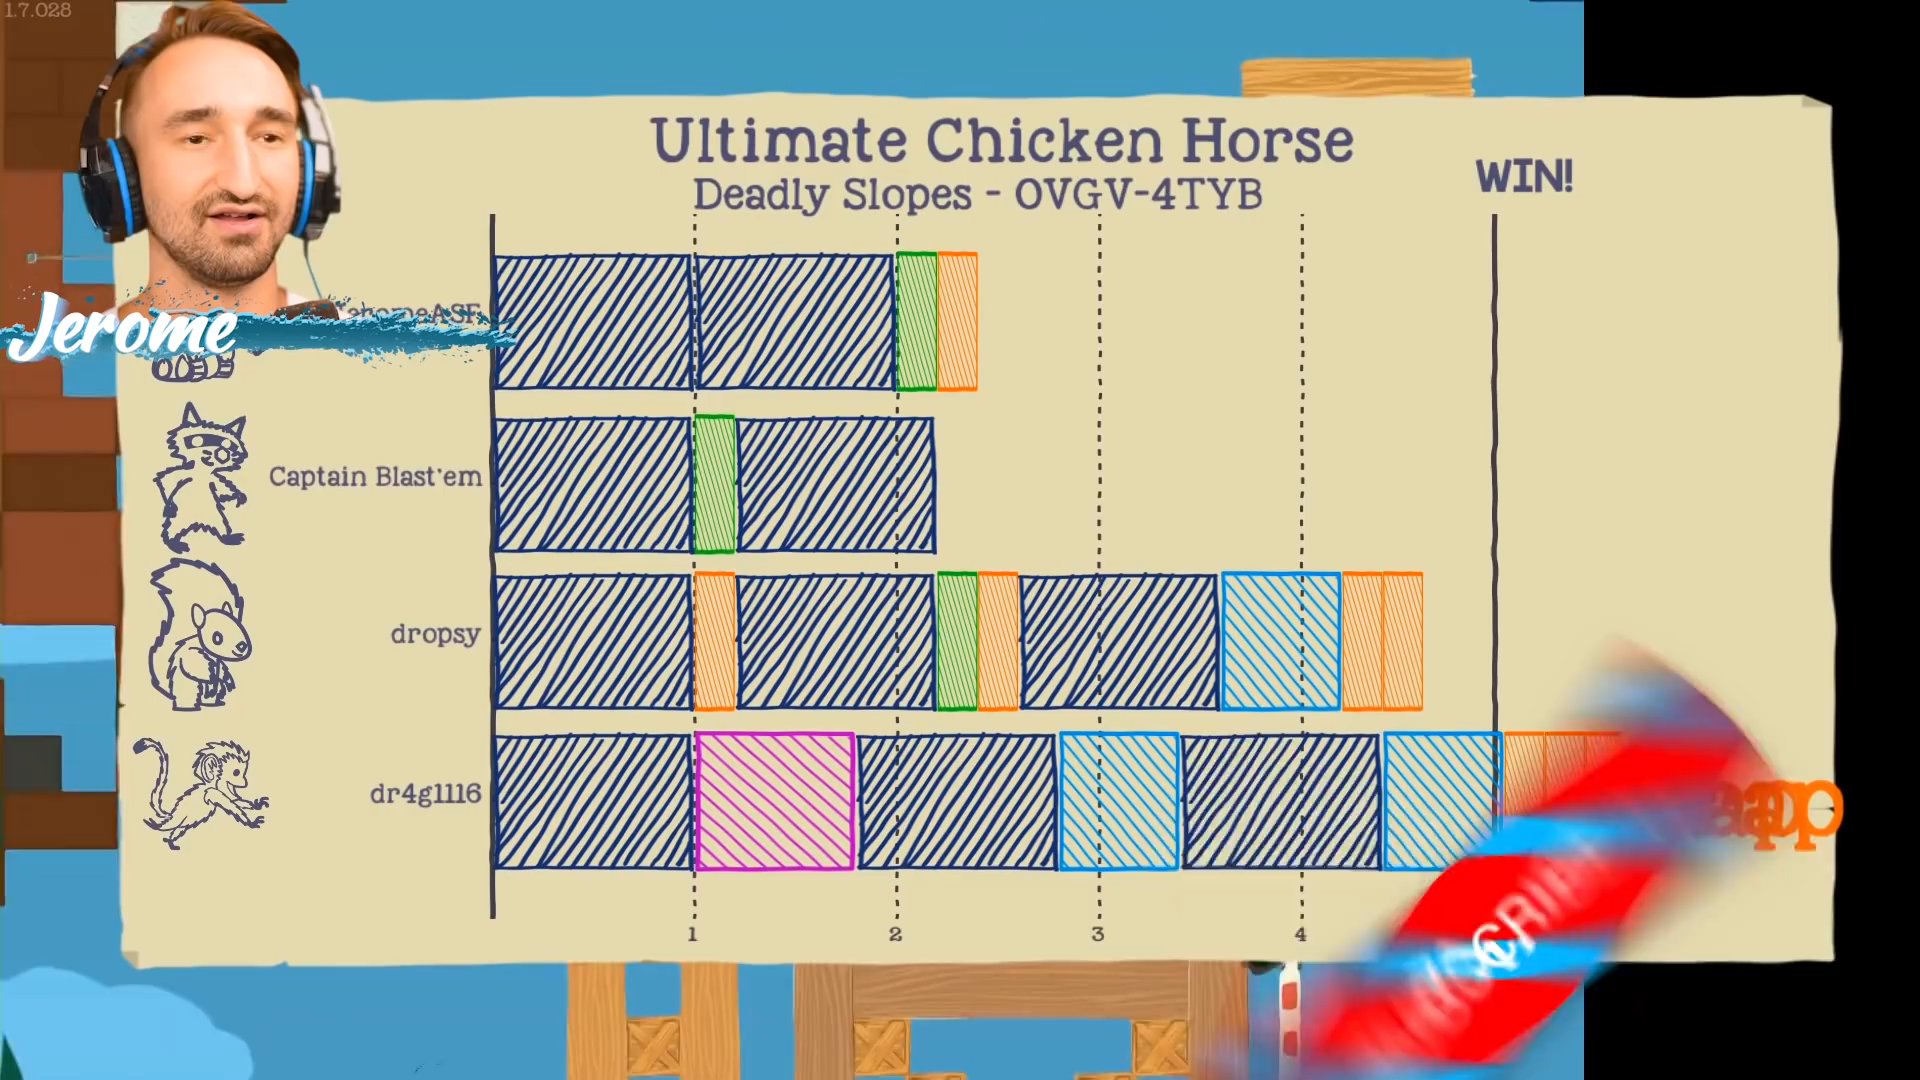 1.7.028
Ultimate Chicken Horse
Deadly Slopes - OVGV-4TYB
WIN!
Jerome
Captain Blast'em
dropsy
dr4g1116
1
2
3
4